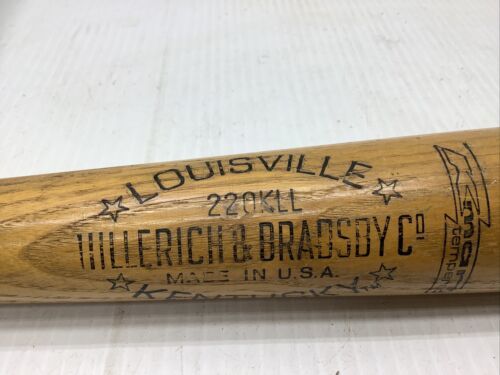 LOUISVILLE
220KLL
HILLERICH & BRADSBY Cº
MADE IN U.S.A.
KENTUCKY